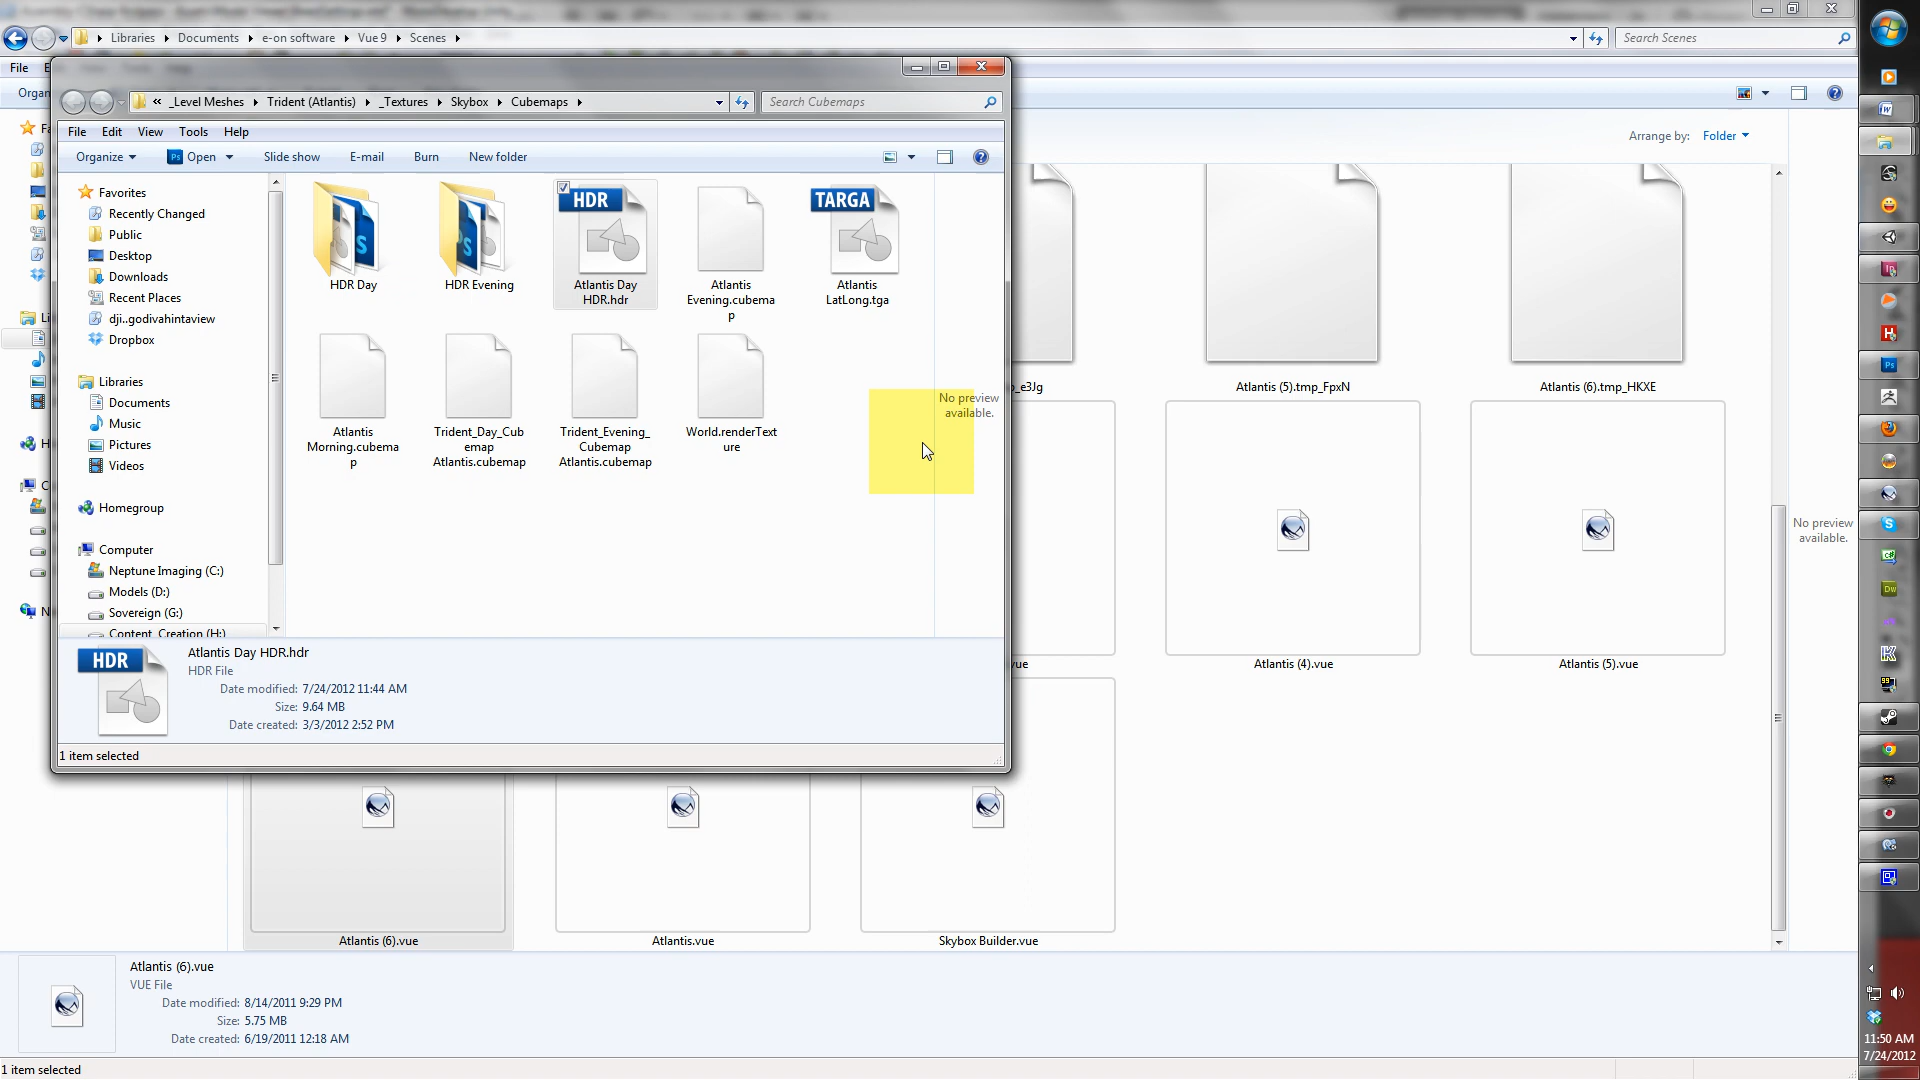 Libraries
Documents
e-on software
Vue 9
Scenes
Search Scenes
File
Organ
« _Level Meshes
Trident (Atlantis)
_Textures
Skybox
Cubemaps
Search Cubemaps
File
Edit
View
Tools
Help
Organize
Open
Slide show
E-mail
Burn
New folder
Arrange by:
Folder
Favorites
Recently Changed
Public
Desktop
Downloads
Recent Places
dji..godivahintaview
Dropbox
Libraries
Documents
Music
Pictures
Videos
Homegroup
Computer
Neptune Imaging (C:)
Models (D:)
Sovereign (G:)
Content_Creation (H:)
HDR Day
HDR Evening
HDR
Atlantis Day
HDR.hdr
Atlantis
Evening.cubema
p
TARGA
Atlantis
LatLong.tga
Atlantis
Morning.cubema
p
Trident_Day_Cub
emap
Atlantis.cubemap
Trident_Evening_
Cubemap
Atlantis.cubemap
World.renderText
ure
No preview
available.
HDR
Atlantis Day HDR.hdr
HDR File
Date modified: 7/24/2012 11:44 AM
Size: 9.64 MB
Date created: 3/3/2012 2:52 PM
1 item selected
p_e3Jg
Atlantis (5).tmp_FpxN
Atlantis (6).tmp_HKXE
vue
Atlantis (4).vue
Atlantis (5).vue
No preview
available.
Atlantis (6).vue
Atlantis.vue
Skybox Builder.vue
Atlantis (6).vue
VUE File
Date modified: 8/14/2011 9:29 PM
Size: 5.75 MB
Date created: 6/19/2011 12:18 AM
1 item selected
11:50 AM
7/24/2012